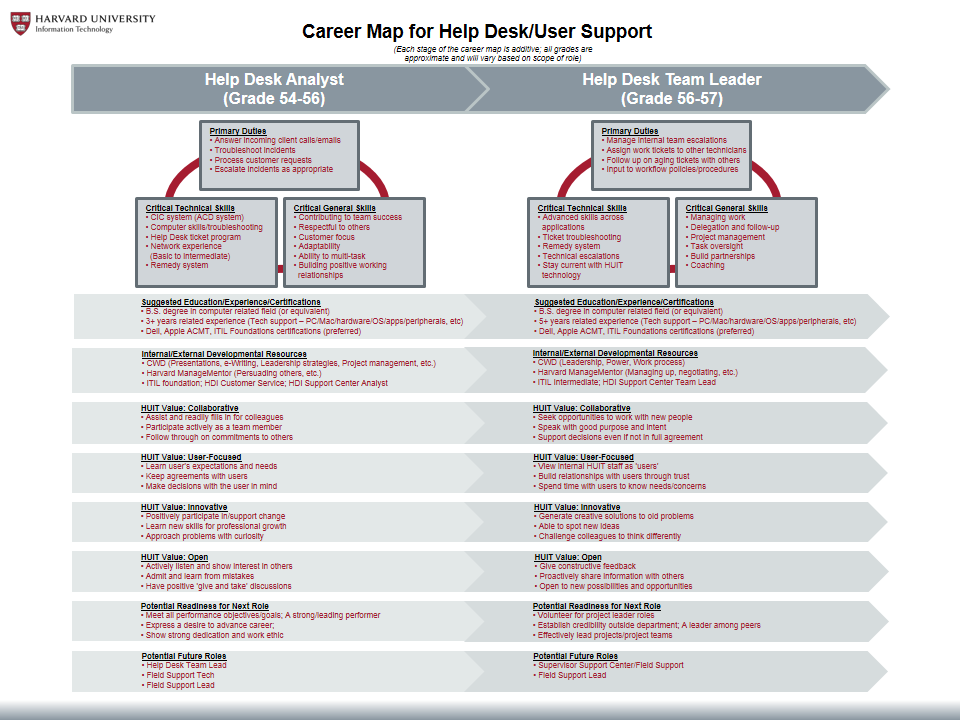 HARVARD UNIVERSITY
Information Technology
Career Map for Help Desk/User Support
(Each stage of the career map is additive; all grades are
approximate and will vary based on scope of role)
Help Desk Analyst
(Grade 54-56)
Help Desk Team Leader
(Grade 56-57)
Primary Duties
• Answer incoming client calls/emails
• Troubleshoot incidents
• Process customer requests
• Escalate incidents as appropriate
Critical Technical Skills
• CIC system (ACD system)
• Computer skills/troubleshooting
• Help Desk ticket program
• Network experience
(Basic to Intermediate)
• Remedy system
Critical General Skills
• Contributing to team success
• Respectful to others
• Customer focus
• Adaptability
• Ability to multi-task
• Building positive working
relationships
Primary Duties
• Manage internal team escalations
• Assign work tickets to other technicians
• Follow up on aging tickets with others
• Input to workflow policies/procedures
Critical Technical Skills
• Advanced skills across
applications
• Ticket troubleshooting
• Remedy system
• Technical escalations
• Stay current with HUIT
technology
Critical General Skills
• Managing work
• Delegation and follow-up
• Project management
• Task oversight
• Build partnerships
• Coaching
Suggested Education/Experience/Certifications
• B.S. degree in computer related field (or equivalent)
• 3+ years related experience (Tech support – PC/Mac/hardware/OS/apps/peripherals, etc)
• Dell, Apple ACMT, ITIL Foundations certifications (preferred)
Suggested Education/Experience/Certifications
• B.S. degree in computer related field (or equivalent)
• 5+ years related experience (Tech support – PC/Mac/hardware/OS/apps/peripherals, etc)
• Dell, Apple ACMT, ITIL Foundations certifications (preferred)
Internal/External Developmental Resources
• CWD (Presentations, e-Writing, Leadership strategies, Project management, etc.)
• Harvard ManageMentor (Persuading others, etc.)
• ITIL foundation; HDI Customer Service; HDI Support Center Analyst
Internal/External Developmental Resources
• CWD (Leadership, Power, Work process)
• Harvard ManageMentor (Managing up, negotiating, etc.)
• ITIL Intermediate; HDI Support Center Team Lead
HUIT Value: Collaborative
• Assist and readily fills in for colleagues
• Participate actively as a team member
• Follow through on commitments to others
HUIT Value: Collaborative
• Seek opportunities to work with new people
• Speak with good purpose and intent
• Support decisions even if not in full agreement
HUIT Value: User-Focused
• Learn user's expectations and needs
• Keep agreements with users
• Make decisions with the user in mind
HUIT Value: User-Focused
• View internal HUIT staff as 'users'
• Build relationships with users through trust
• Spend time with users to know needs/concerns
HUIT Value: Innovative
• Positively participate in/support change
• Learn new skills for professional growth
• Approach problems with curiosity
HUIT Value: Innovative
• Generate creative solutions to old problems
• Able to spot new ideas
• Challenge colleagues to think differently
HUIT Value: Open
• Actively listen and show interest in others
• Admit and learn from mistakes
• Have positive 'give and take' discussions
HUIT Value: Open
• Give constructive feedback
• Proactively share information with others
• Open to new possibilities and opportunities
Potential Readiness for Next Role
• Meet all performance objectives/goals; A strong/leading performer
• Express a desire to advance career;
• Show strong dedication and work ethic
Potential Readiness for Next Role
• Volunteer for project leader roles
• Establish credibility outside department; A leader among peers
• Effectively lead projects/project teams
Potential Future Roles
• Help Desk Team Lead
• Field Support Tech
• Field Support Lead
Potential Future Roles
• Supervisor Support Center/Field Support
• Field Support Lead